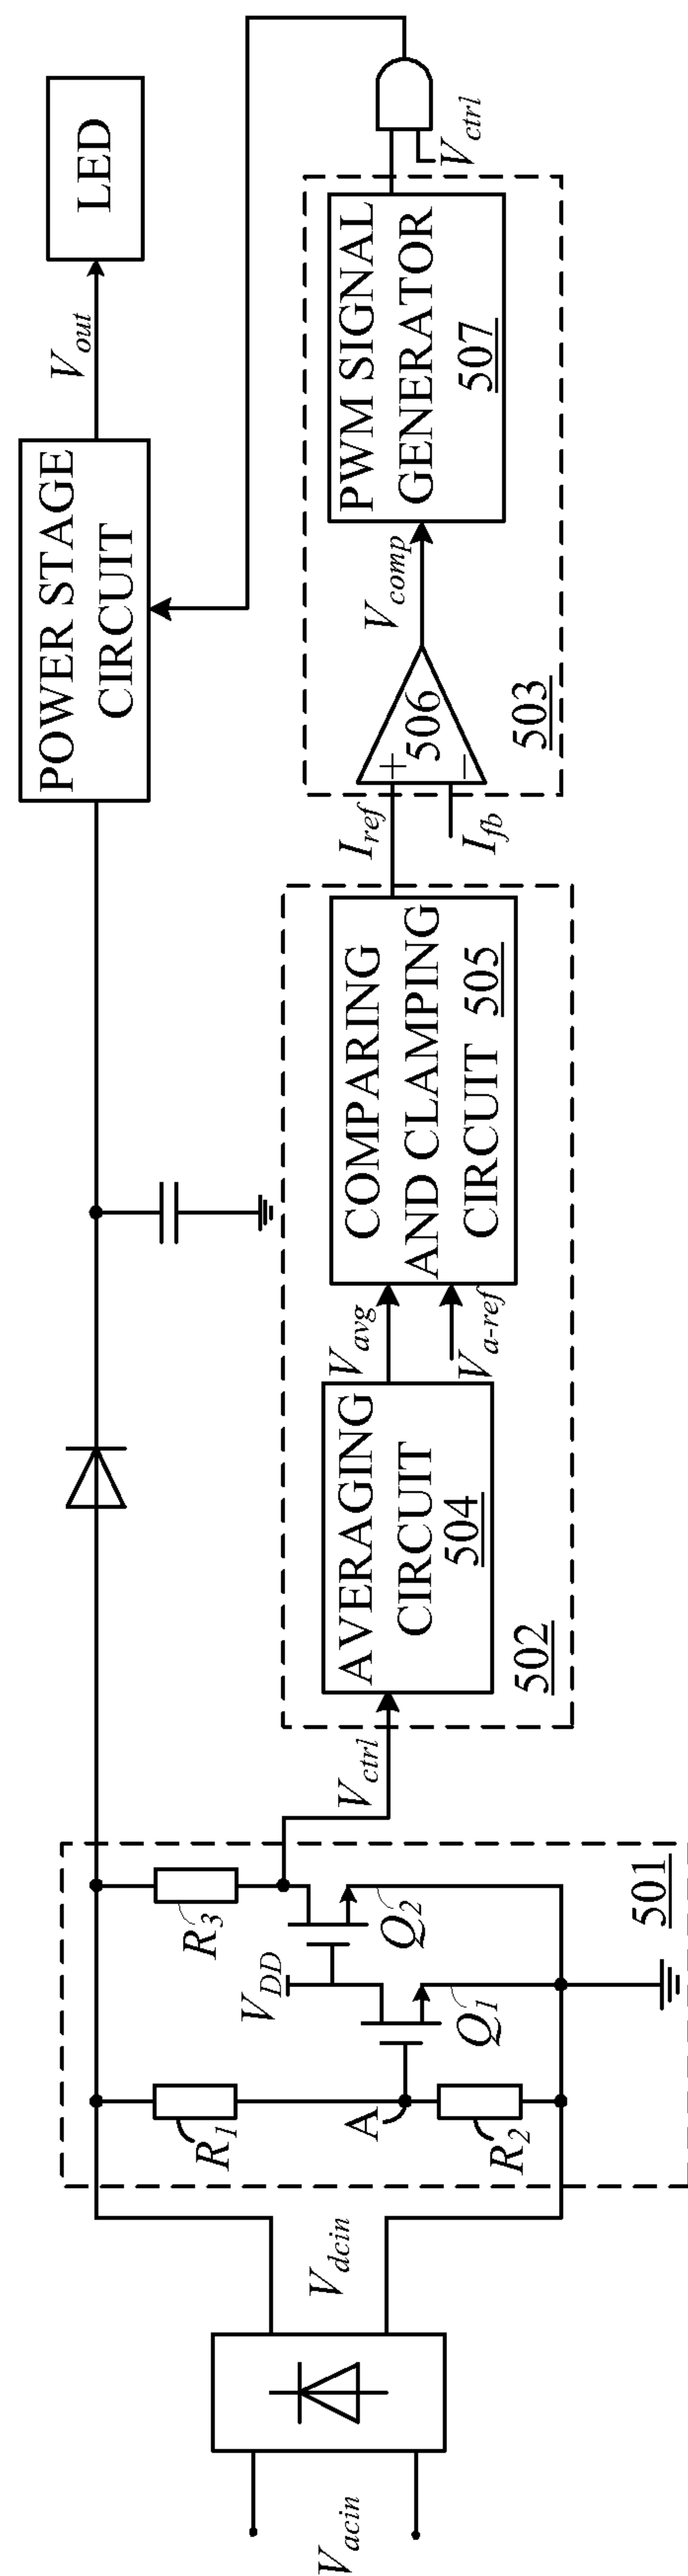 V_acin
V_dcin
R_1
A
R_2
V_DD
Q_1
R_3
Q_2
501
V_ctrl
AVERAGING
CIRCUIT
504
502
V_avg
V_a-ref
COMPARING
AND CLAMPING
CIRCUIT 505
I_ref
I_fb
+
−
506
503
V_comp
PWM SIGNAL
GENERATOR
507
V_ctrl
POWER STAGE
CIRCUIT
V_out
LED